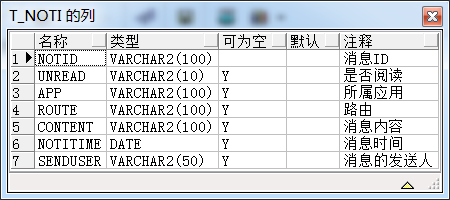 T_NOTI 的列
名称 类型 可为空 默认 注释
1 NOTID VARCHAR2(100) 消息ID
2 UNREAD VARCHAR2(10) Y 是否阅读
3 APP VARCHAR2(100) Y 所属应用
4 ROUTE VARCHAR2(100) Y 路由
5 CONTENT VARCHAR2(100) Y 消息内容
6 NOTITIME DATE Y 消息时间
7 SENDUSER VARCHAR2(50) Y 消息的发送人